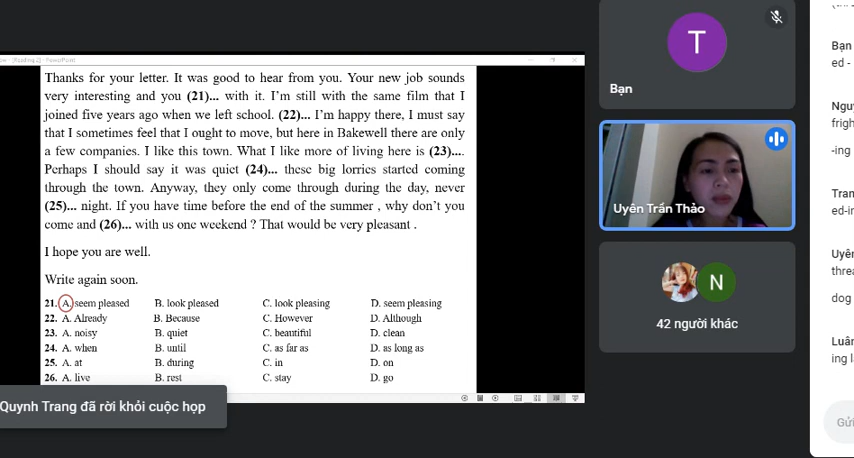 Thanks for your letter. It was good to hear from you. Your new job sounds
very interesting and you (21)... with it. I'm still with the same film that I
joined five years ago when we left school. (22)... I'm happy there, I must say
that I sometimes feel that I ought to move, but here in Bakewell there are only
a few companies. I like this town. What I like more of living here is (23)....
Perhaps I should say it was quiet (24)... these big lorries started coming
through the town. Anyway, they only come through during the day, never
(25)... night. If you have time before the end of the summer , why don't you
come and (26)... with us one weekend ? That would be very pleasant .
I hope you are well.
Write again soon.
21. A. seem pleased B. look pleased C. look pleasing D. seem pleasing
22. A. Already B. Because C. However D. Although
23. A. noisy B. quiet C. beautiful D. clean
24. A. when B. until C. as far as D. as long as
25. A. at B. during C. in D. on
26. A. live B. rest C. stay D. go
Quynh Trang đã rời khỏi cuộc họp
T
Bạn
Uyên Trần Thảo
N
42 người khác
Bạn
ed -
-ing
ed-i
dog
ing